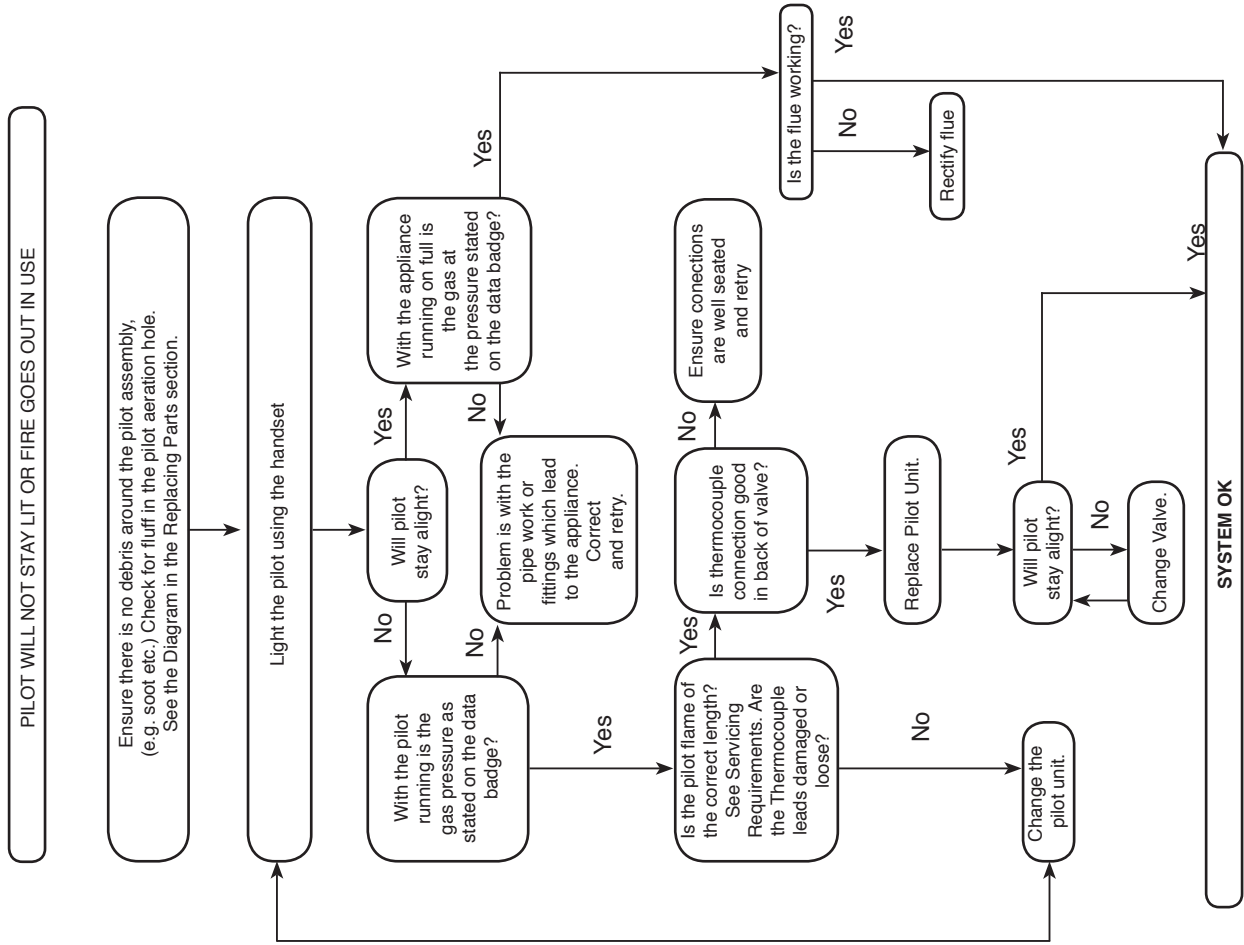 PILOT WILL NOT STAY LIT OR FIRE GOES OUT IN USE
Ensure there is no debris around the pilot assembly,
(e.g. soot etc.) Check for fluff in the pilot aeration hole.
See the Diagram in the Replacing Parts section.
Light the pilot using the handset
Will pilot
stay alight?
No
Yes
With the pilot
running is the
gas pressure as
stated on the data
badge?
With the appliance
running on full is
the gas at
the pressure stated
on the data badge?
No
No
Yes
Problem is with the
pipe work or
fittings which lead
to the appliance.
Correct
and retry.
Yes
Is the pilot flame of
the correct length?
See Servicing
Requirements. Are
the Thermocouple
leads damaged or
loose?
Yes
Is thermocouple
connection good
in back of valve?
No
Ensure conections
are well seated
and retry
Is the flue working?
No
Yes
Rectify flue
Yes
Replace Pilot Unit.
No
Change the
pilot unit.
Will pilot
stay alight?
Yes
No
Change Valve.
Yes
SYSTEM OK